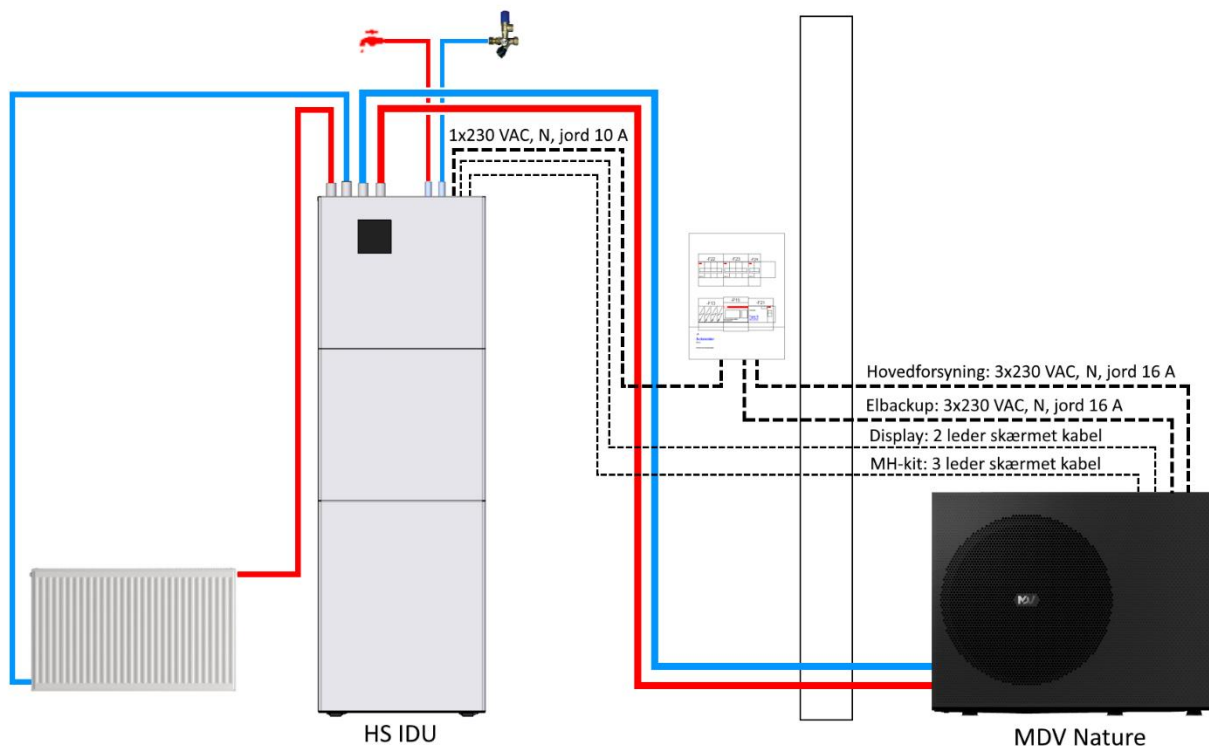 1x230 VAC, N, jord 10 A
Hovedforsyning: 3x230 VAC, N, jord 16 A
Elbackup: 3x230 VAC, N, jord 16 A
Display: 2 leder skærmet kabel
MH-kit: 3 leder skærmet kabel
HS IDU
MDV Nature